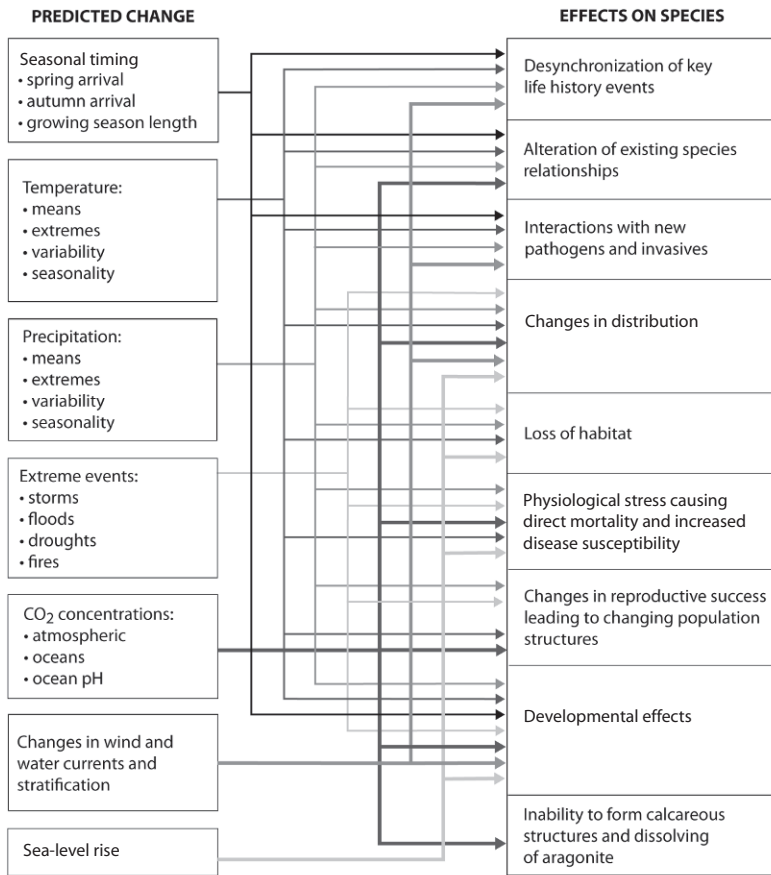 PREDICTED CHANGE
Seasonal timing
• spring arrival
• autumn arrival
• growing season length
Temperature:
• means
• extremes
• variability
• seasonality
Precipitation:
• means
• extremes
• variability
• seasonality
Extreme events:
• storms
• floods
• droughts
• fires
CO2 concentrations:
• atmospheric
• oceans
• ocean pH
Changes in wind and
water currents and
stratification
Sea-level rise
EFFECTS ON SPECIES
Desynchronization of key
life history events
Alteration of existing species
relationships
Interactions with new
pathogens and invasives
Changes in distribution
Loss of habitat
Physiological stress causing
direct mortality and increased
disease susceptibility
Changes in reproductive success
leading to changing population
structures
Developmental effects
Inability to form calcareous
structures and dissolving
of aragonite